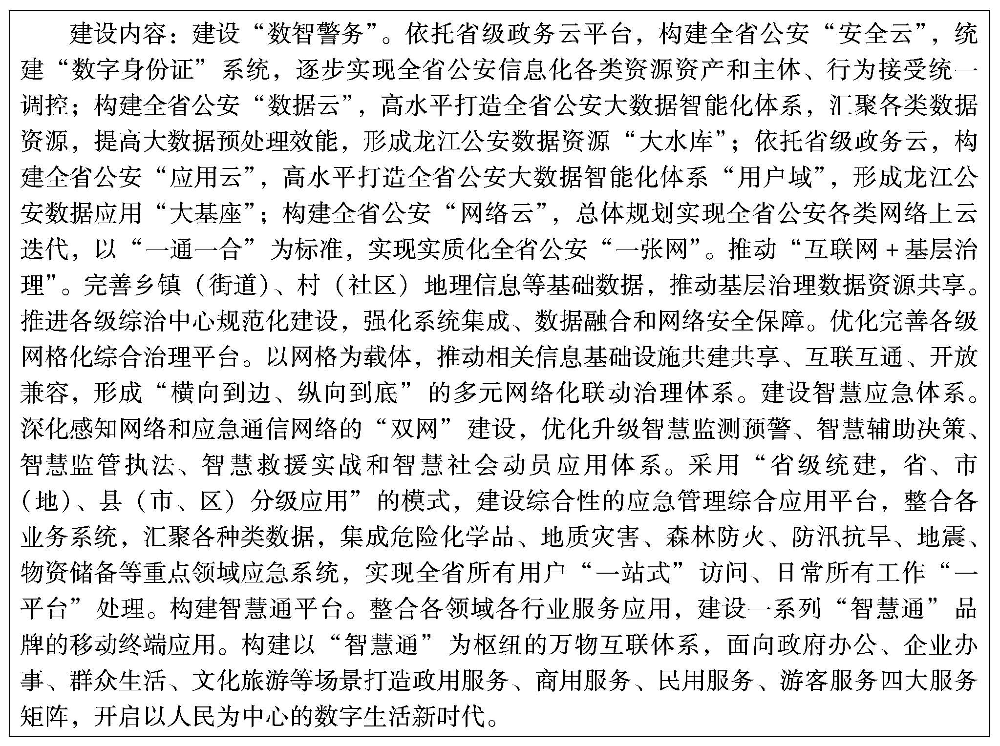 建设内容：建设“数智警务”。依托省级政务云平台，构建全省公安“安全云”，统
建“数字身份证”系统，逐步实现全省公安信息化各类资源资产和主体、行为接受统一
调控；构建全省公安“数据云”，高水平打造全省公安大数据智能化体系，汇聚各类数据
资源，提高大数据预处理效能，形成龙江公安数据资源“大水库”；依托省级政务云，构
建全省公安“应用云”，高水平打造全省公安大数据智能化体系“用户域”，形成龙江公
安数据应用“大基座”；构建全省公安“网络云”，总体规划实现全省公安各类网络上云
迭代，以“一通一合”为标准，实现实质化全省公安“一张网”。推动“互联网+基层治
理”。完善乡镇（街道）、村（社区）地理信息等基础数据，推动基层治理数据资源共享。
推进各级综治中心规范化建设，强化系统集成、数据融合和网络安全保障。优化完善各级
网格化综合治理平台。以网格为载体，推动相关信息基础设施共建共享、互联互通、开放
兼容，形成“横向到边、纵向到底”的多元网络化联动治理体系。建设智慧应急体系。
深化感知网络和应急通信网络的“双网”建设，优化升级智慧监测预警、智慧辅助决策、
智慧监管执法、智慧救援实战和智慧社会动员应用体系。采用“省级统建，省、市
（地）、县（市、区）分级应用”的模式，建设综合性的应急管理综合应用平台，整合各
业务系统，汇聚各种类数据，集成危险化学品、地质灾害、森林防火、防汛抗旱、地震、
物资储备等重点领域应急系统，实现全省所有用户“一站式”访问、日常所有工作“一
平台”处理。构建智慧通平台。整合各领域各行业服务应用，建设一系列“智慧通”品
牌的移动终端应用。构建以“智慧通”为枢纽的万物互联体系，面向政府办公、企业办
事、群众生活、文化旅游等场景打造政用服务、商用服务、民用服务、游客服务四大服务
矩阵，开启以人民为中心的数字生活新时代。